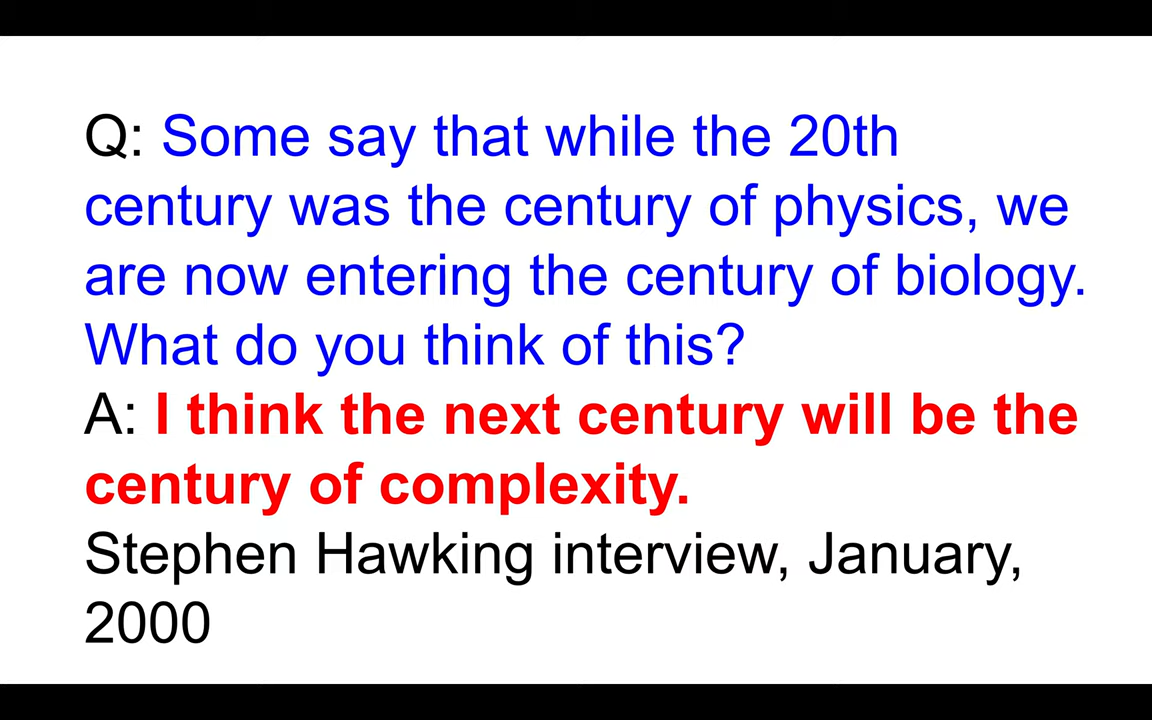 Q: Some say that while the 20th
century was the century of physics, we
are now entering the century of biology.
What do you think of this?
A: I think the next century will be the
century of complexity.
Stephen Hawking interview, January,
2000